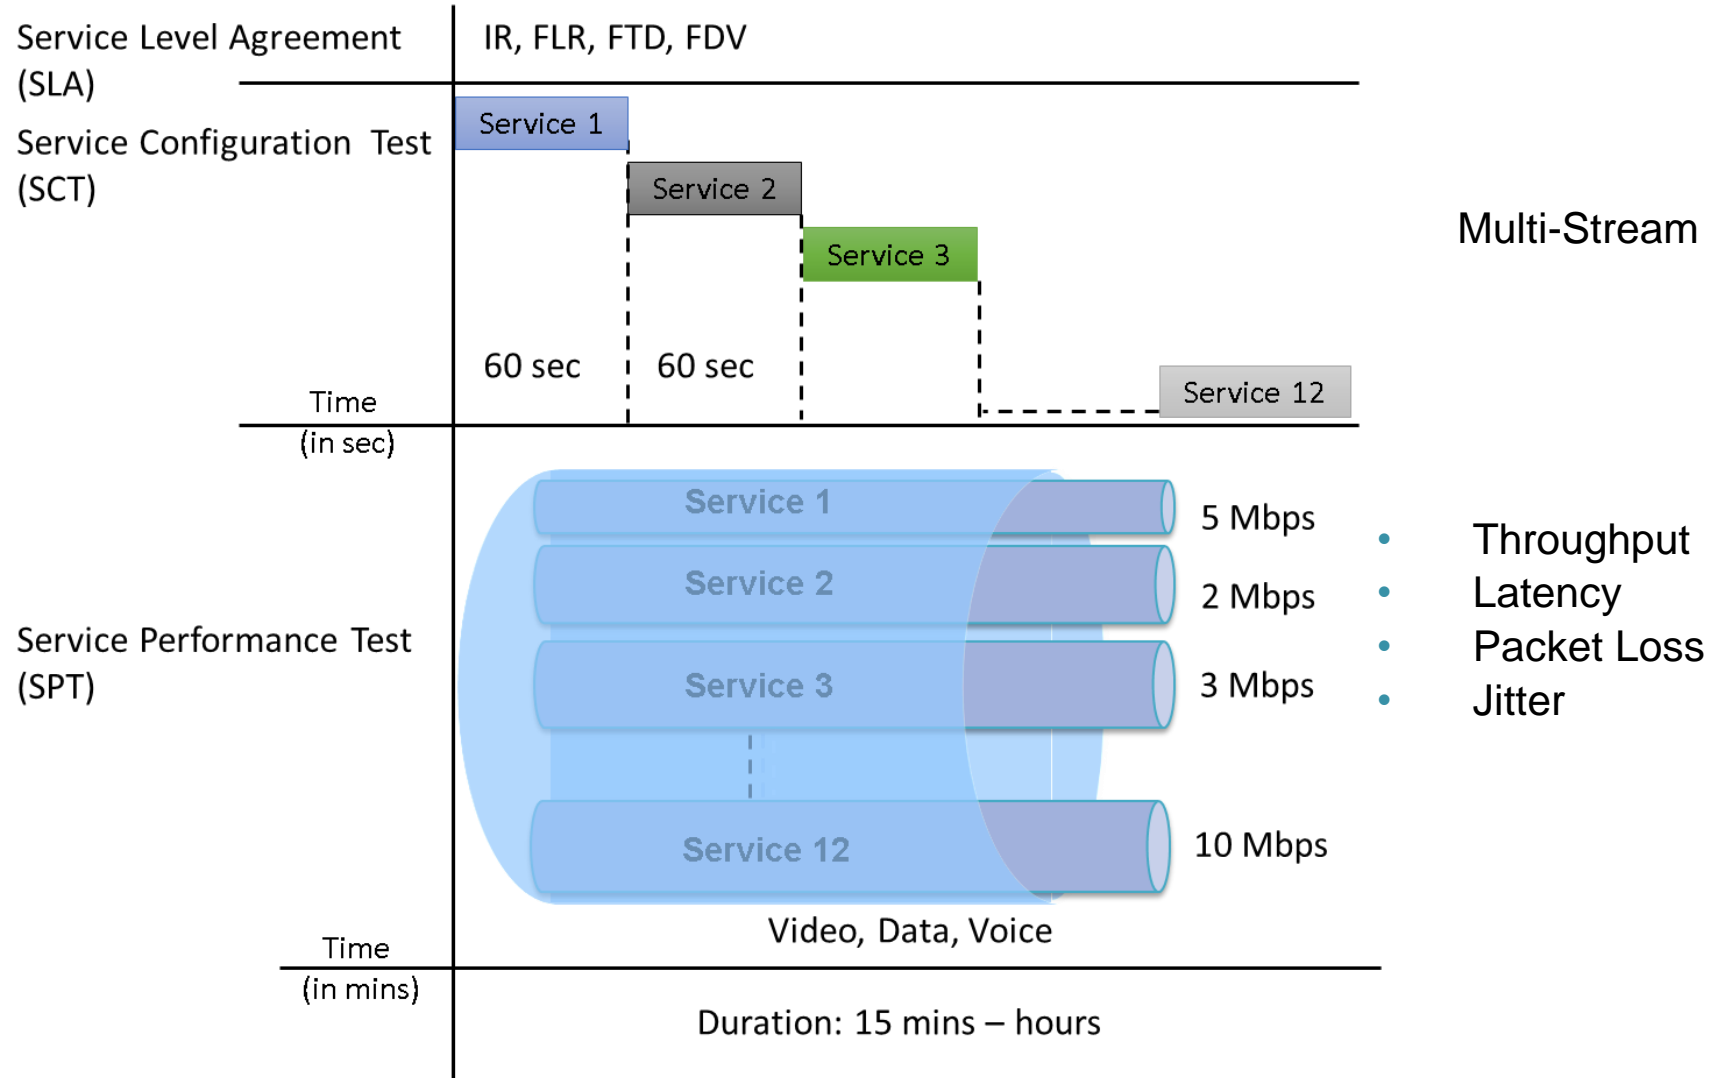 Service Level Agreement
(SLA)
IR, FLR, FTD, FDV
Service Configuration Test
(SCT)
Service 1
Service 2
Service 3
Service 12
60 sec
60 sec
Multi-Stream
Time
(in sec)
Service Performance Test
(SPT)
Service 1
5 Mbps
Service 2
2 Mbps
Service 3
3 Mbps
Service 12
10 Mbps
• Throughput
• Latency
• Packet Loss
• Jitter
Video, Data, Voice
Time
(in mins)
Duration: 15 mins – hours